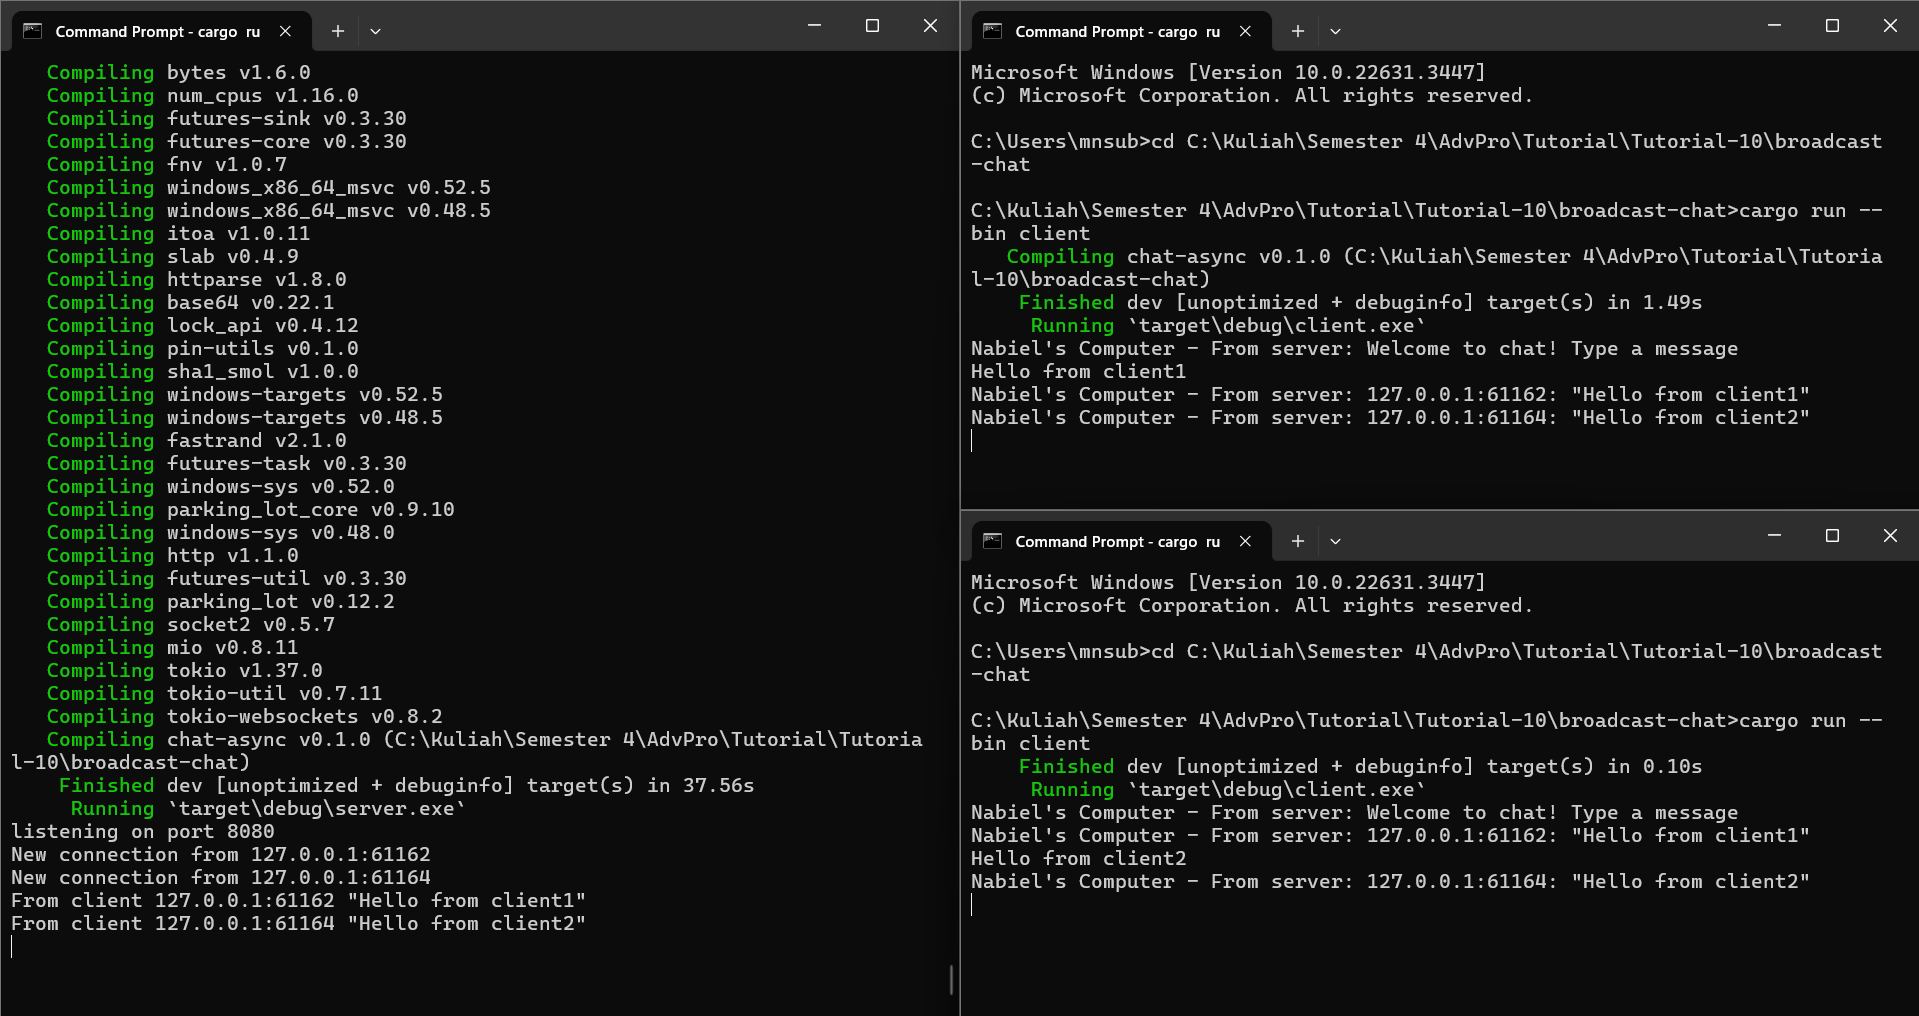 Command Prompt - cargo  ru
Compiling bytes v1.6.0
Compiling num_cpus v1.16.0
Compiling futures-sink v0.3.30
Compiling futures-core v0.3.30
Compiling fnv v1.0.7
Compiling windows_x86_64_msvc v0.52.5
Compiling windows_x86_64_msvc v0.48.5
Compiling itoa v1.0.11
Compiling slab v0.4.9
Compiling httparse v1.8.0
Compiling base64 v0.22.1
Compiling lock_api v0.4.12
Compiling pin-utils v0.1.0
Compiling sha1_smol v1.0.0
Compiling windows-targets v0.52.5
Compiling windows-targets v0.48.5
Compiling fastrand v2.1.0
Compiling futures-task v0.3.30
Compiling windows-sys v0.52.0
Compiling parking_lot_core v0.9.10
Compiling windows-sys v0.48.0
Compiling http v1.1.0
Compiling futures-util v0.3.30
Compiling parking_lot v0.12.2
Compiling socket2 v0.5.7
Compiling mio v0.8.11
Compiling tokio v1.37.0
Compiling tokio-util v0.7.11
Compiling tokio-websockets v0.8.2
Compiling chat-async v0.1.0 (C:\Kuliah\Semester 4\AdvPro\Tutorial\Tutoria
l-10\broadcast-chat)
Finished dev [unoptimized + debuginfo] target(s) in 37.56s
Running `target\debug\server.exe`
listening on port 8080
New connection from 127.0.0.1:61162
New connection from 127.0.0.1:61164
From client 127.0.0.1:61162 "Hello from client1"
From client 127.0.0.1:61164 "Hello from client2"
Command Prompt - cargo  ru
Microsoft Windows [Version 10.0.22631.3447]
(c) Microsoft Corporation. All rights reserved.
C:\Users\mnsub>cd C:\Kuliah\Semester 4\AdvPro\Tutorial\Tutorial-10\broadcast
-chat
C:\Kuliah\Semester 4\AdvPro\Tutorial\Tutorial-10\broadcast-chat>cargo run --
bin client
Compiling chat-async v0.1.0 (C:\Kuliah\Semester 4\AdvPro\Tutorial\Tutoria
l-10\broadcast-chat)
Finished dev [unoptimized + debuginfo] target(s) in 1.49s
Running `target\debug\client.exe`
Nabiel's Computer - From server: Welcome to chat! Type a message
Hello from client1
Nabiel's Computer - From server: 127.0.0.1:61162: "Hello from client1"
Nabiel's Computer - From server: 127.0.0.1:61164: "Hello from client2"
Command Prompt - cargo  ru
Microsoft Windows [Version 10.0.22631.3447]
(c) Microsoft Corporation. All rights reserved.
C:\Users\mnsub>cd C:\Kuliah\Semester 4\AdvPro\Tutorial\Tutorial-10\broadcast
-chat
C:\Kuliah\Semester 4\AdvPro\Tutorial\Tutorial-10\broadcast-chat>cargo run --
bin client
Finished dev [unoptimized + debuginfo] target(s) in 0.10s
Running `target\debug\client.exe`
Nabiel's Computer - From server: Welcome to chat! Type a message
Nabiel's Computer - From server: 127.0.0.1:61162: "Hello from client1"
Hello from client2
Nabiel's Computer - From server: 127.0.0.1:61164: "Hello from client2"